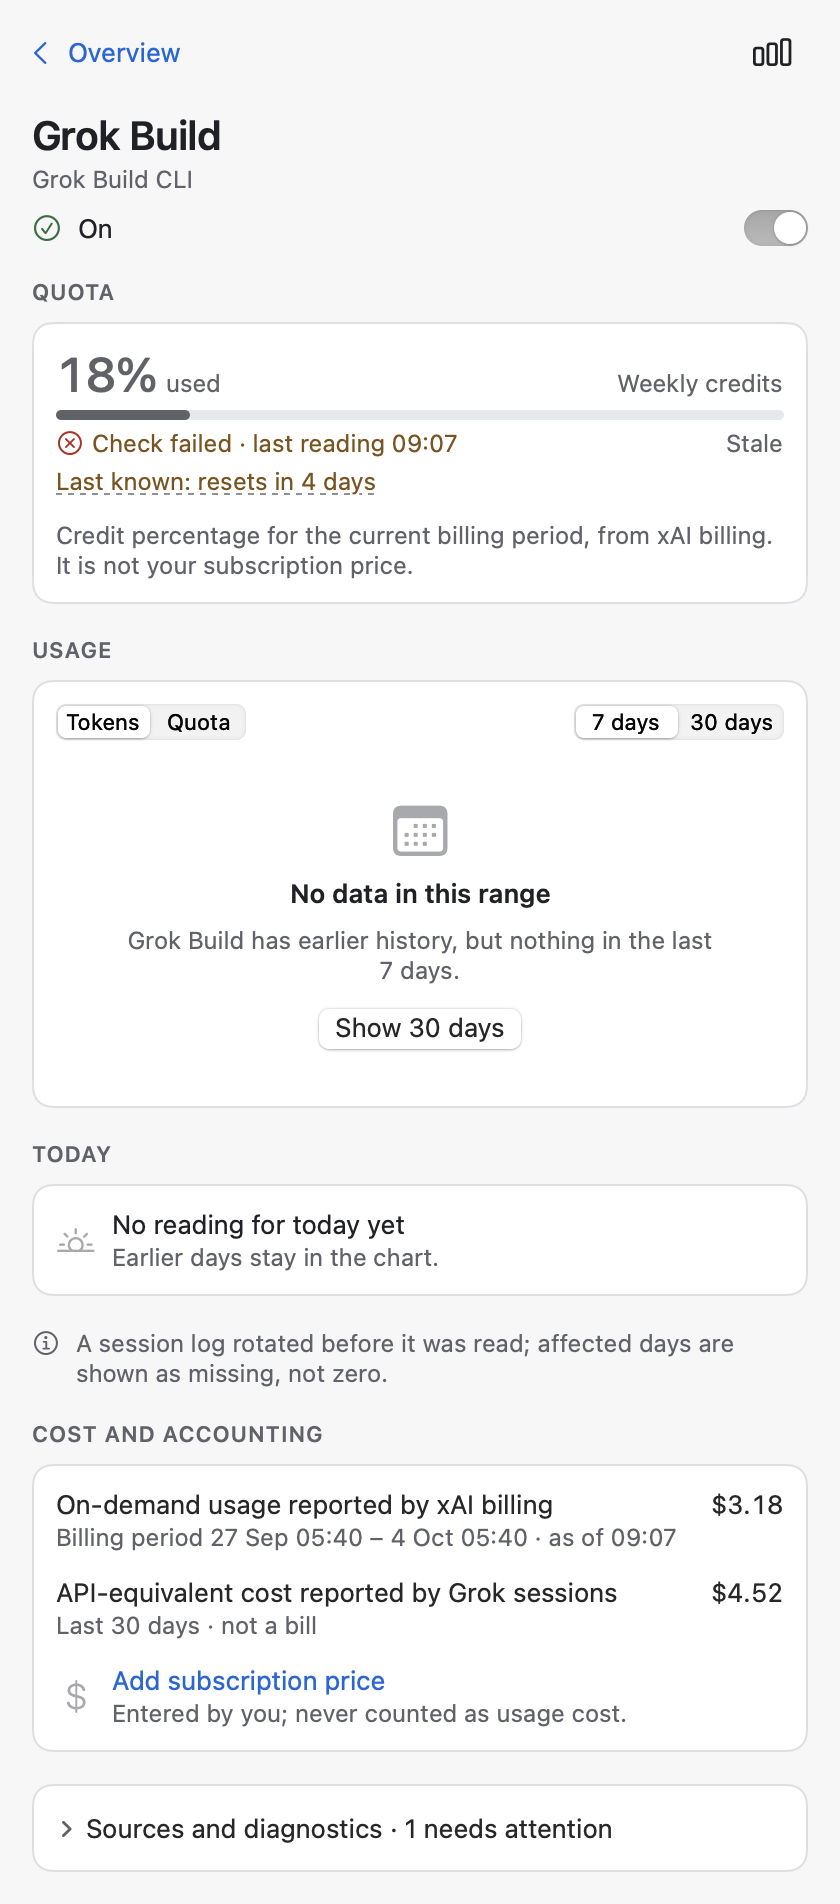 Overview
Grok Build
Grok Build CLI
On
QUOTA
18% used
Weekly credits
Check failed · last reading 09:07
Stale
Last known: resets in 4 days
Credit percentage for the current billing period, from xAI billing.
It is not your subscription price.
USAGE
Tokens Quota
7 days 30 days
No data in this range
Grok Build has earlier history, but nothing in the last
7 days.
Show 30 days
TODAY
No reading for today yet
Earlier days stay in the chart.
A session log rotated before it was read; affected days are
shown as missing, not zero.
COST AND ACCOUNTING
On-demand usage reported by xAI billing $3.18
Billing period 27 Sep 05:40 – 4 Oct 05:40 · as of 09:07
API-equivalent cost reported by Grok sessions $4.52
Last 30 days · not a bill
$ Add subscription price
Entered by you; never counted as usage cost.
Sources and diagnostics · 1 needs attention